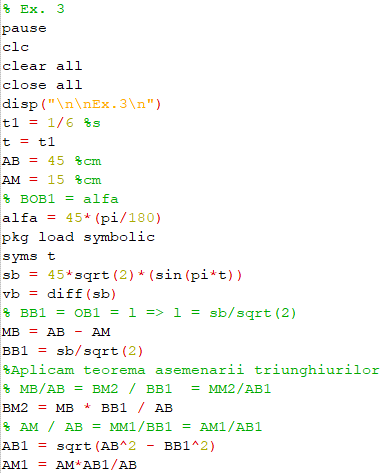 % Ex. 3
pause
clc
clear all
close all
disp("\n\nEx.3\n")
t1 = 1/6 %s
t = t1
AB = 45 %cm
AM = 15 %cm
% BOB1 = alfa
alfa = 45*(pi/180)
pkg load symbolic
syms t
sb = 45*sqrt(2)*(sin(pi*t))
vb = diff(sb)
% BB1 = OB1 = l => l = sb/sqrt(2)
MB = AB - AM
BB1 = sb/sqrt(2)
%Aplicam teorema asemenarii triunghiurilor
% MB/AB = BM2 / BB1  = MM2/AB1
BM2 = MB * BB1 / AB
% AM / AB = MM1/BB1 = AM1/AB1
AB1 = sqrt(AB^2 - BB1^2)
AM1 = AM*AB1/AB